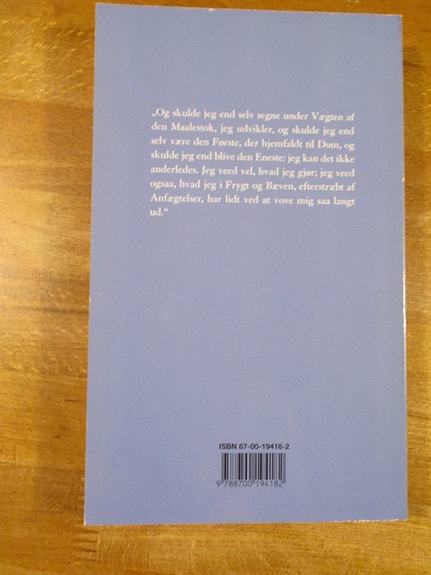 „Og skulde jeg end selv segne under Vægten af
den Maalestok, jeg udvikler, og skulde jeg end
selv være den Første, der hjemfaldt til Dom, og
skulde jeg end blive den Eneste: jeg kan det ikke
anderledes. Jeg veed vel, hvad jeg gjør; jeg veed
ogsaa, hvad jeg i Frygt og Bæven, efterstræbt af
Anfægtelser, har lidt ved at vove mig saa langt
ud.“
ISBN 87-00-19418-2
9 788700 194182